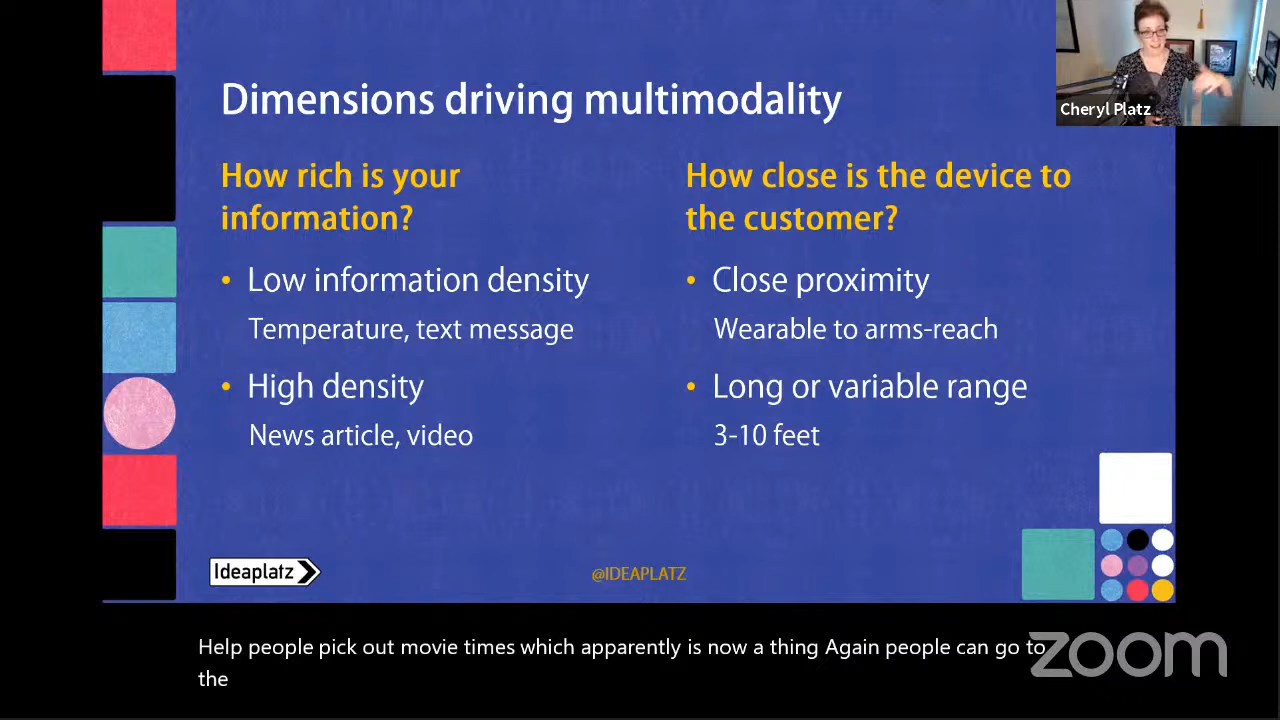 Dimensions driving multimodality
How rich is your
information?
• Low information density
Temperature, text message
• High density
News article, video
How close is the device to
the customer?
• Close proximity
Wearable to arms-reach
• Long or variable range
3-10 feet
Cheryl Platz
Ideaplatz
@IDEAPLATZ
Help people pick out movie times which apparently is now a thing Again people can go to
the
zoom